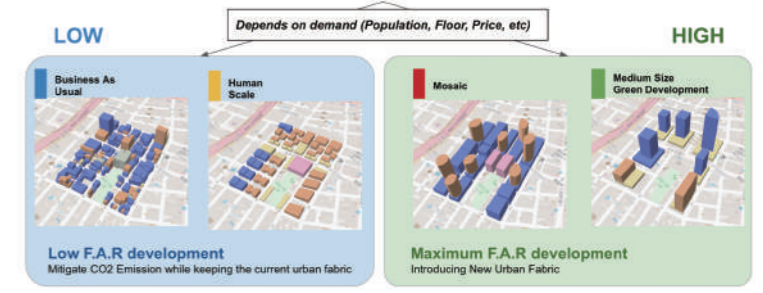 Depends on demand (Population, Floor, Price, etc)
LOW
HIGH
Business As
Usual
Human
Scale
Mosaic
Medium Size
Green Development
Low F.A.R development
Mitigate CO2 Emission while keeping the current urban fabric
Maximum F.A.R development
Introducing New Urban Fabric